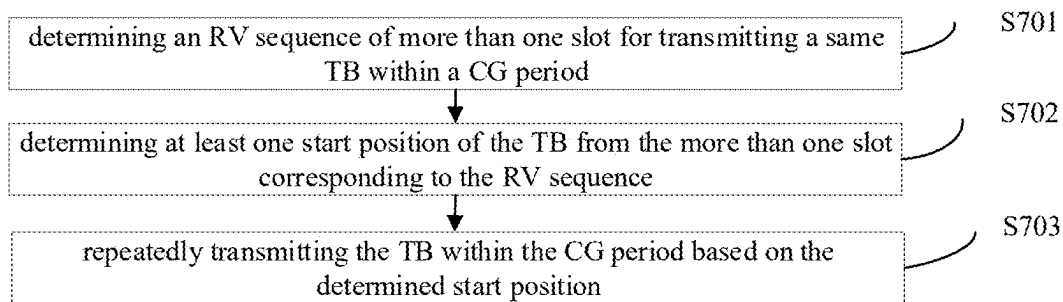 determining an RV sequence of more than one slot for transmitting a same
TB within a CG period
S701
determining at least one start position of the TB from the more than one slot
corresponding to the RV sequence
S702
repeatedly transmitting the TB within the CG period based on the
determined start position
S703